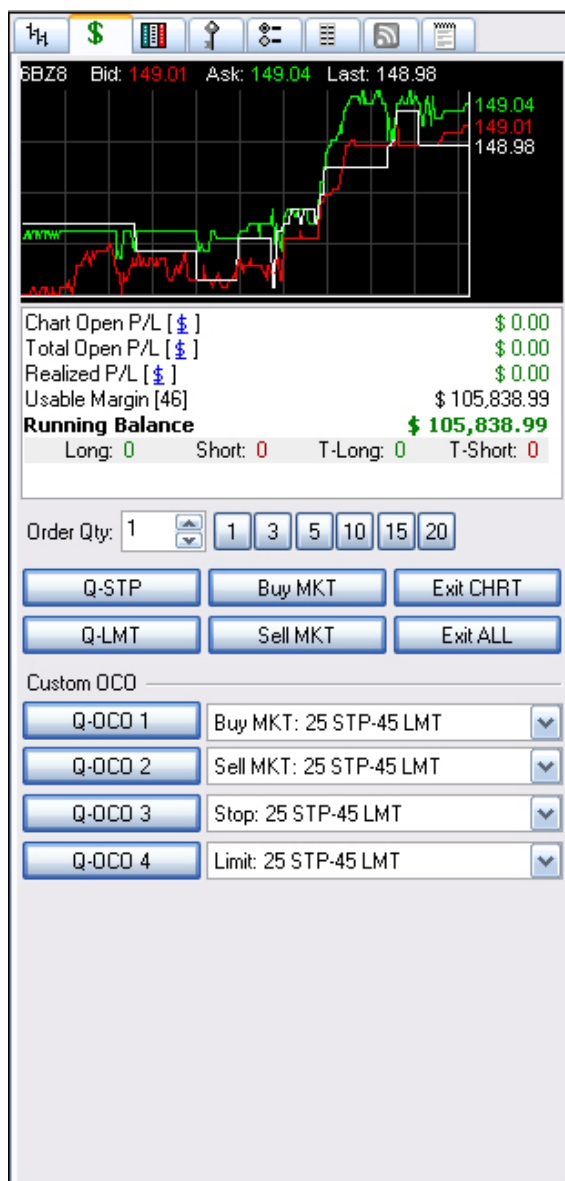 $
6BZ8 Bid: 149.01 Ask: 149.04 Last: 148.98
149.04
149.01
148.98
Chart Open P/L [ $ ] $ 0.00
Total Open P/L [ $ ] $ 0.00
Realized P/L [ $ ] $ 0.00
Usable Margin [46] $ 105,838.99
Running Balance $ 105,838.99
Long: 0 Short: 0 T-Long: 0 T-Short: 0
Order Qty: 1 1 3 5 10 15 20
Q-STP Buy MKT Exit CHRT
Q-LMT Sell MKT Exit ALL
Custom OCO
Q-OCO 1 Buy MKT: 25 STP-45 LMT
Q-OCO 2 Sell MKT: 25 STP-45 LMT
Q-OCO 3 Stop: 25 STP-45 LMT
Q-OCO 4 Limit: 25 STP-45 LMT